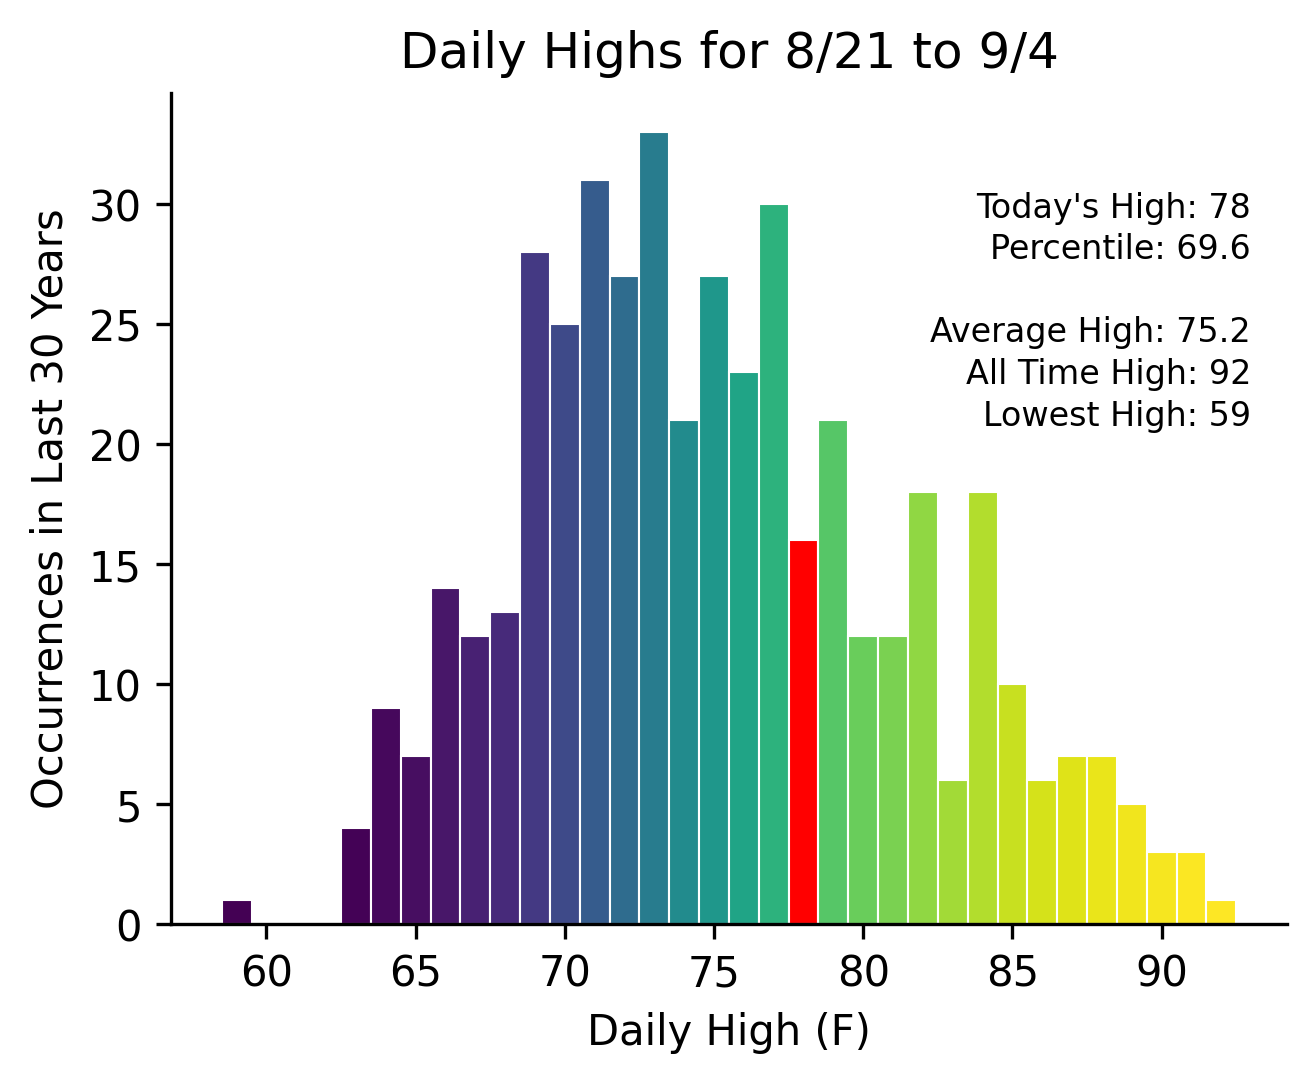 Daily Highs for 8/21 to 9/4
Occurrences in Last 30 Years
30
25
20
15
10
5
0
Today's High: 78
Percentile: 69.6
Average High: 75.2
All Time High: 92
Lowest High: 59
60 65 70 75 80 85 90
Daily High (F)